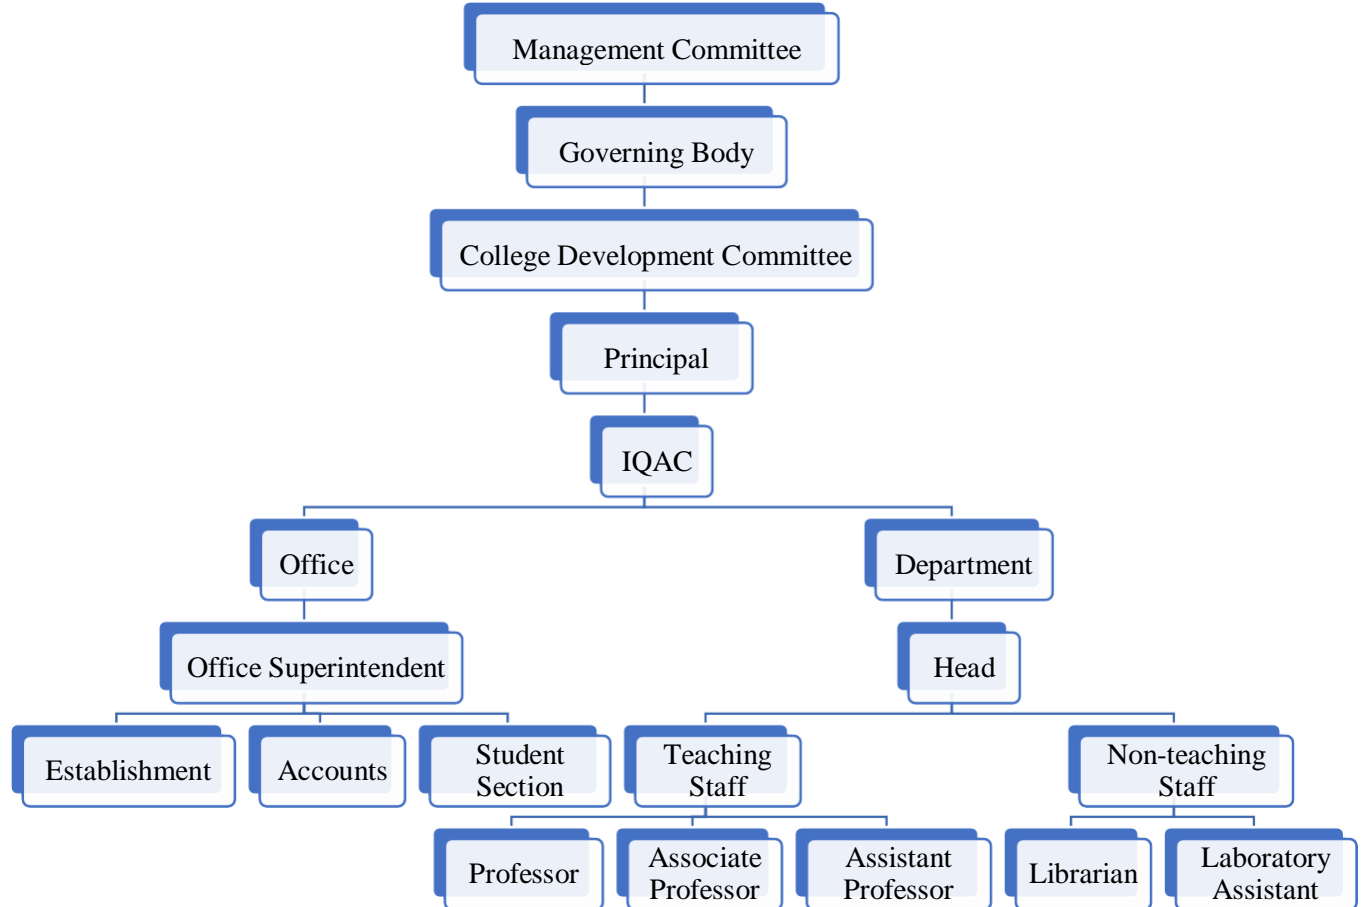 Management Committee
Governing Body
College Development Committee
Principal
IQAC
Office
Department
Office Superintendent
Head
Establishment
Accounts
Student
Section
Teaching
Staff
Non-teaching
Staff
Professor
Associate
Professor
Assistant
Professor
Librarian
Laboratory
Assistant